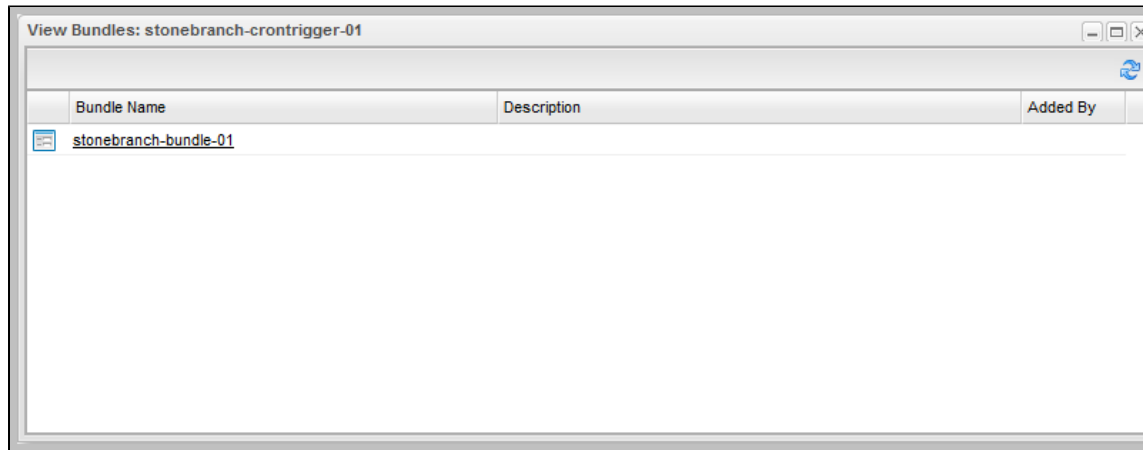 View Bundles: stonebranch-crontrigger-01
Bundle Name Description Added By
stonebranch-bundle-01